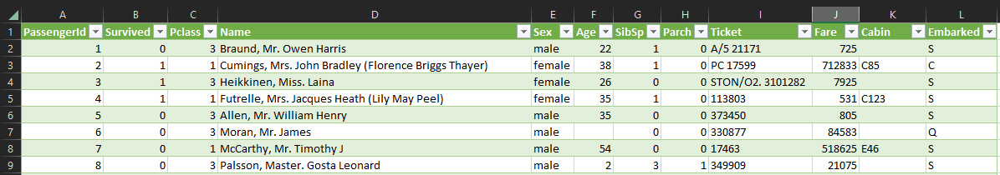 A B C D E F G H I J K L
1 PassengerId Survived Pclass Name Sex Age SibSp Parch Ticket Fare Cabin Embarked
2 1 0 3 Braund, Mr. Owen Harris male 22 1 0 A/5 21171 725 S
3 2 1 1 Cumings, Mrs. John Bradley (Florence Briggs Thayer) female 38 1 0 PC 17599 712833 C85 C
4 3 1 3 Heikkinen, Miss. Laina female 26 0 0 STON/O2. 3101282 7925 S
5 4 1 1 Futrelle, Mrs. Jacques Heath (Lily May Peel) female 35 1 0 113803 531 C123 S
6 5 0 3 Allen, Mr. William Henry male 35 0 0 373450 805 S
7 6 0 3 Moran, Mr. James male 0 0 330877 84583 Q
8 7 0 1 McCarthy, Mr. Timothy J male 54 0 0 17463 518625 E46 S
9 8 0 3 Palsson, Master. Gosta Leonard male 2 3 1 349909 21075 S